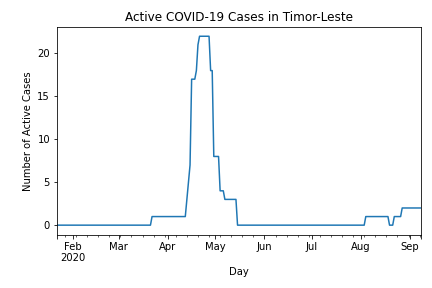 Active COVID-19 Cases in Timor-Leste
Number of Active Cases
20
15
10
5
0
Feb Mar Apr May Jun Jul Aug Sep
2020
Day